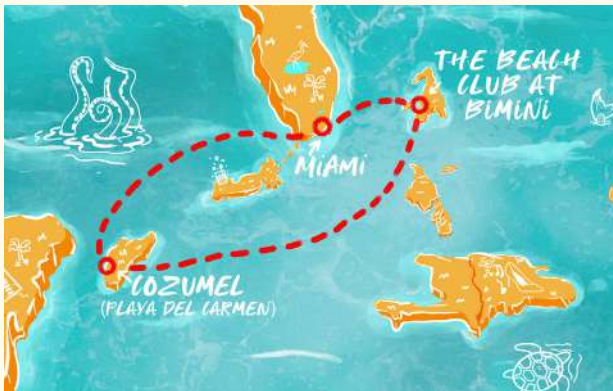 THE BEACH
CLUB AT
BIMINI
MIAMI
COZUMEL
(PLAYA DEL CARMEN)